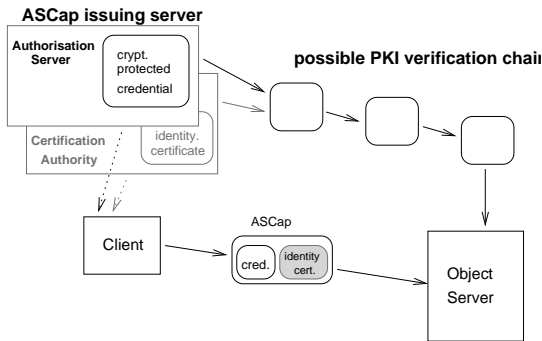 ASCap issuing server
Authorisation
Server
crypt.
protected
credential
possible PKI verification chain
Certification
Authority
identity.
certificate
Client
ASCap
cred.
identity
cert.
Object
Server